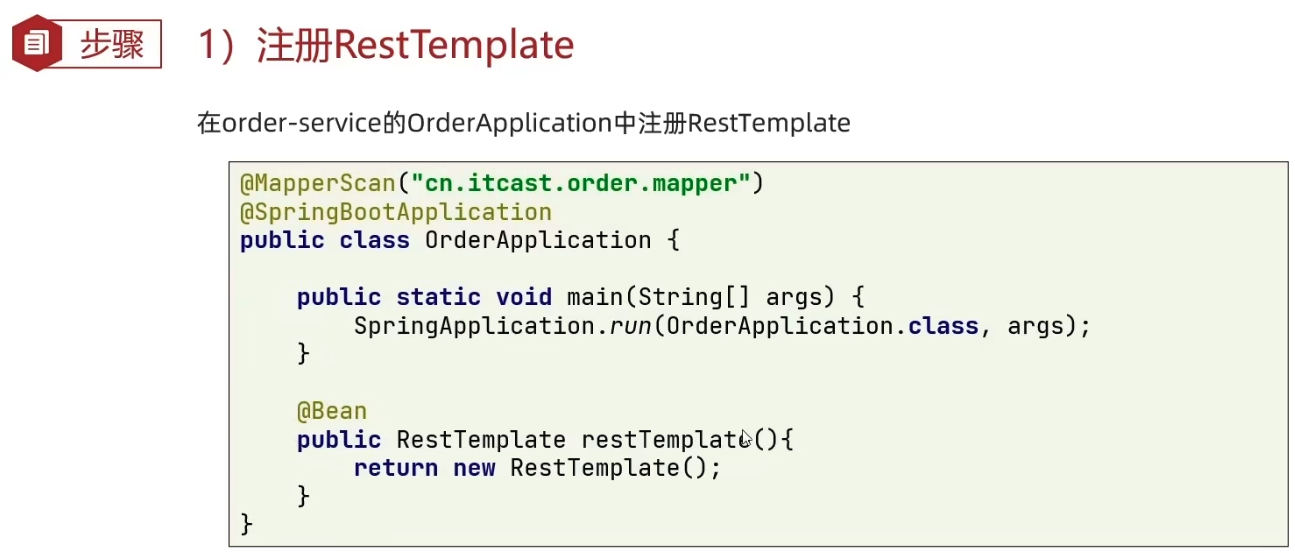 步骤
1）注册RestTemplate
在order-service的OrderApplication中注册RestTemplate
@MapperScan("cn.itcast.order.mapper")
@SpringBootApplication
public class OrderApplication {
public static void main(String[] args) {
SpringApplication.run(OrderApplication.class, args);
}
@Bean
public RestTemplate restTemplate(){
return new RestTemplate();
}
}